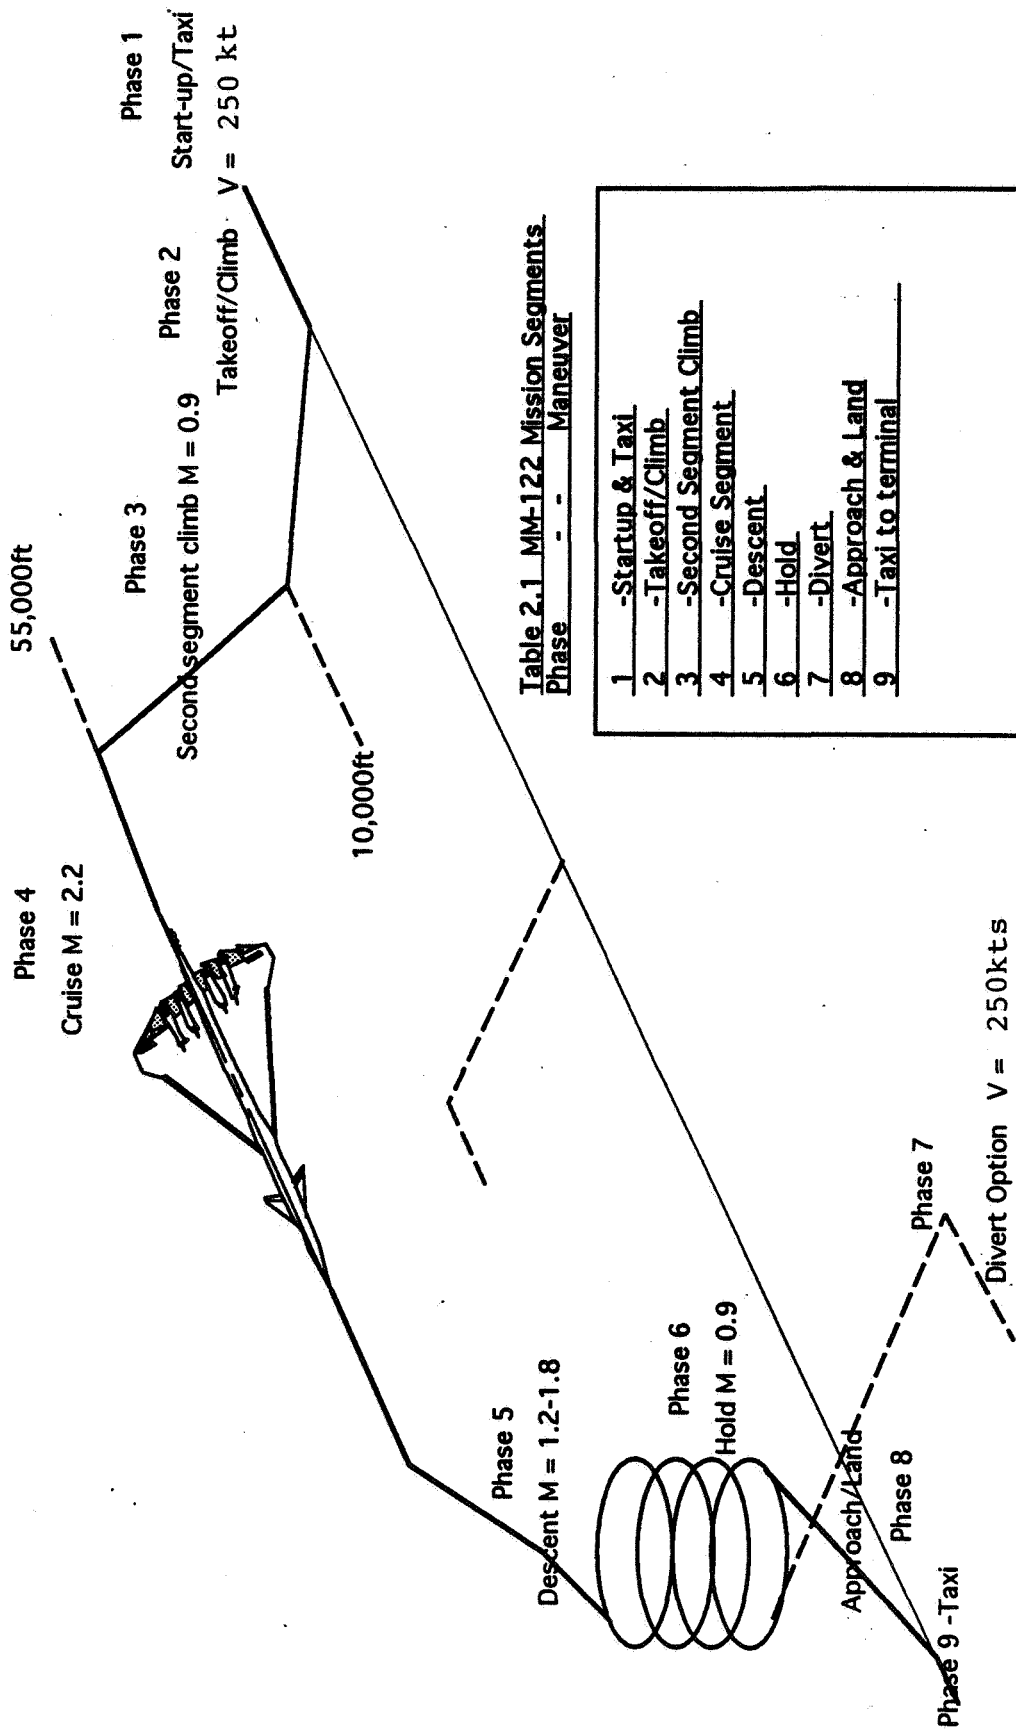 Phase 1
Start-up/Taxi
V = 250 kt
Phase 2
Takeoff/Climb
Phase 3
Second segment climb M = 0.9
55,000ft
10,000ft
Phase 4
Cruise M = 2.2
Phase 5
Descent M = 1.2-1.8
Phase 6
Hold M = 0.9
Phase 7
Divert Option V = 250kts
Approach/Land
Phase 8
Phase 9 -Taxi
Table 2.1 MM-122 Mission Segments
Phase - - Maneuver
1 -Startup & Taxi
2 -Takeoff/Climb
3 -Second Segment Climb
4 -Cruise Segment
5 -Descent
6 -Hold
7 -Divert
8 -Approach & Land
9 -Taxi to terminal